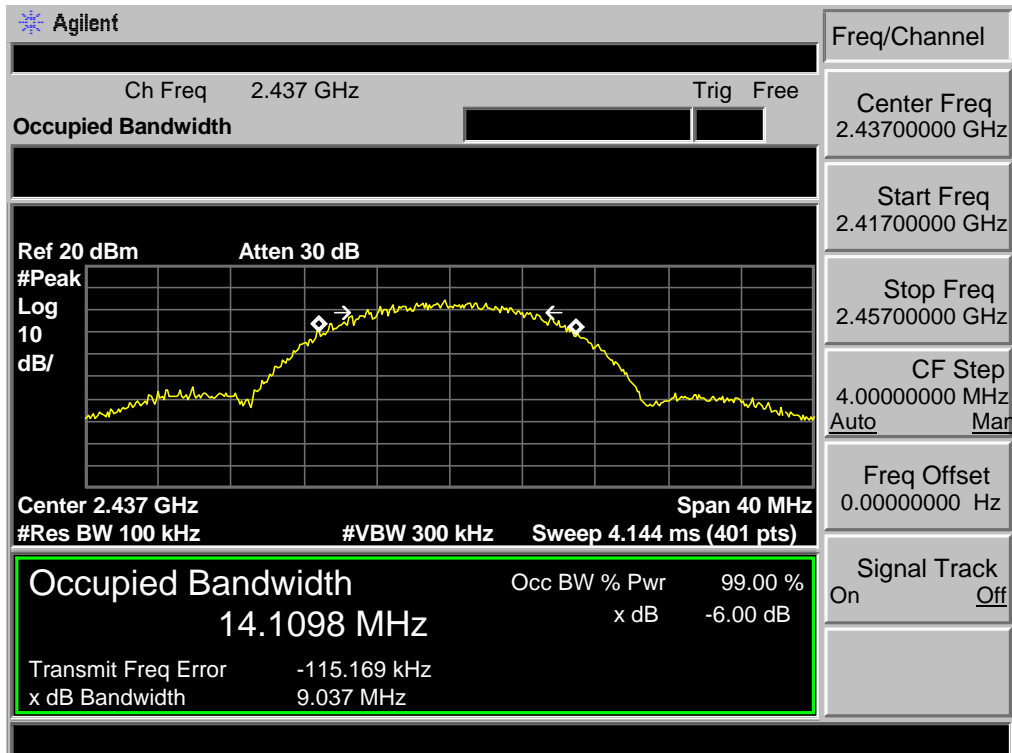 Agilent
Ch Freq 2.437 GHz Trig Free
Occupied Bandwidth
Ref 20 dBm Atten 30 dB
#Peak
Log
10
dB/
Center 2.437 GHz Span 40 MHz
#Res BW 100 kHz #VBW 300 kHz Sweep 4.144 ms (401 pts)
Occupied Bandwidth
14.1098 MHz
Occ BW % Pwr 99.00 %
x dB -6.00 dB
Transmit Freq Error -115.169 kHz
x dB Bandwidth 9.037 MHz
Freq/Channel
Center Freq
2.43700000 GHz
Start Freq
2.41700000 GHz
Stop Freq
2.45700000 GHz
CF Step
4.00000000 MHz
Auto Man
Freq Offset
0.00000000 Hz
Signal Track
On Off